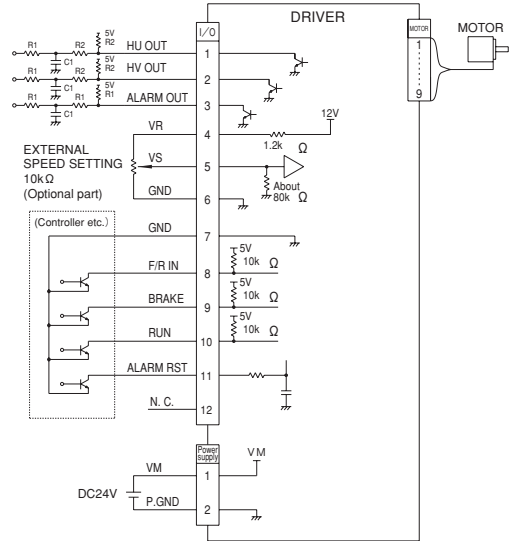 DRIVER
I/O
MOTOR
MOTOR
1
9
5V
R2
R1
R2
HU OUT
1
C1
5V
R2
R1
R2
HV OUT
2
C1
5V
R1
R1
R2
ALARM OUT
3
C1
VR
4
12V
1.2k Ω
EXTERNAL
SPEED SETTING
10kΩ
(Optional part)
VS
5
About
80k Ω
GND
6
(Controller etc.)
GND
7
5V
10k Ω
F/R IN
8
5V
10k Ω
BRAKE
9
5V
10k Ω
RUN
10
ALARM RST
11
N. C.
12
Power
supply
VM
VM
1
DC24V
P.GND
2